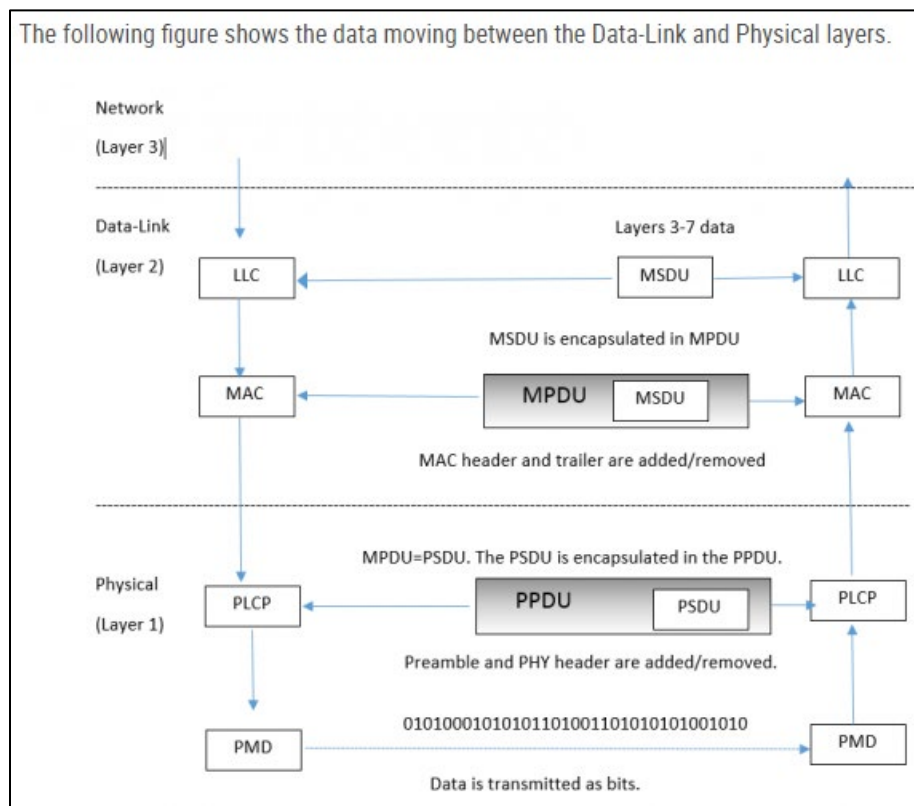 The following figure shows the data moving between the Data-Link and Physical layers.
Network
(Layer 3)
Data-Link
(Layer 2)
Layers 3-7 data
LLC
MSDU
LLC
MSDU is encapsulated in MPDU
MAC
MPDU
MSDU
MAC
MAC header and trailer are added/removed
MPDU=PSDU. The PSDU is encapsulated in the PPDU.
Physical
(Layer 1)
PLCP
PPDU
PSDU
PLCP
Preamble and PHY header are added/removed.
0101000101010110100110101010101001010
PMD
PMD
Data is transmitted as bits.